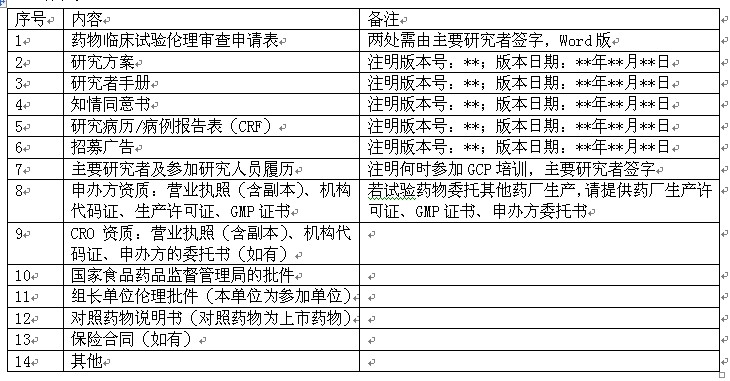 序号 内容 备注
1 药物临床试验伦理审查申请表 两处需由主要研究者签字，Word版
2 研究方案 注明版本号：**；版本日期：**年**月**日
3 研究者手册 注明版本号：**；版本日期：**年**月**日
4 知情同意书 注明版本号：**；版本日期：**年**月**日
5 研究病历/病例报告表（CRF） 注明版本号：**；版本日期：**年**月**日
6 招募广告 注明版本号：**；版本日期：**年**月**日
7 主要研究者及参加研究人员履历 注明何时参加GCP培训，主要研究者签字
8 申办方资质：营业执照（含副本）、机构 若试验药物委托其他药厂生产,请提供药厂生产许
代码证、生产许可证、GMP证书 可证、GMP证书、申办方委托书
9 CRO 资质：营业执照（含副本）、机构代
码证、申办方的委托书（如有）
10 国家食品药品监督管理局的批件
11 组长单位伦理批件（本单位为参加单位）
12 对照药物说明书（对照药物为上市药物）
13 保险合同（如有）
14 其他